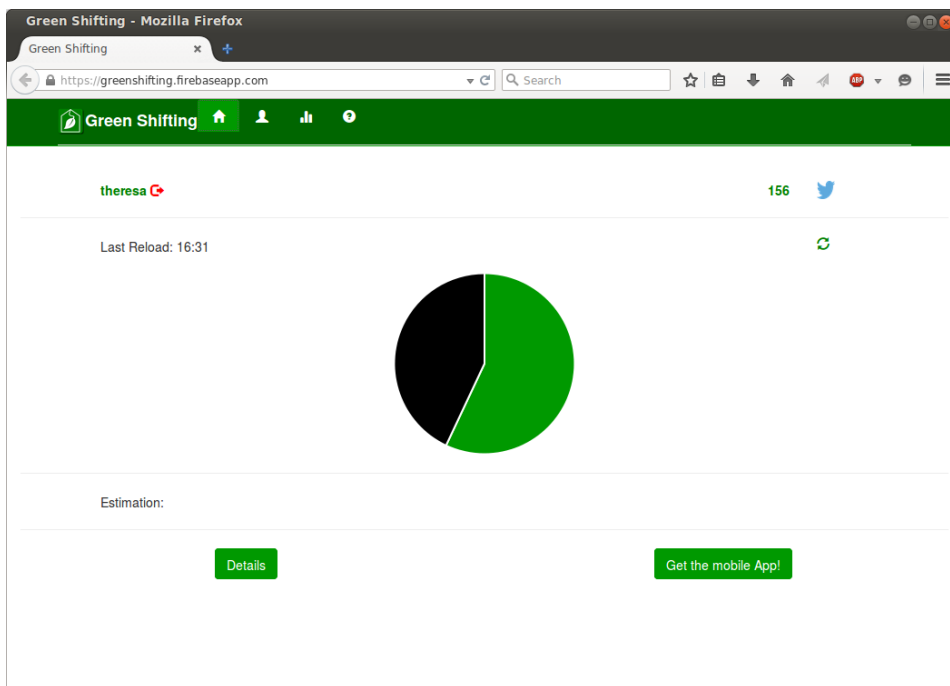 Green Shifting - Mozilla Firefox
Green Shifting
https://greenshifting.firebaseapp.com
Search
ABP
Green Shifting
theresa
156
Last Reload: 16:31
Estimation:
Details
Get the mobile App!